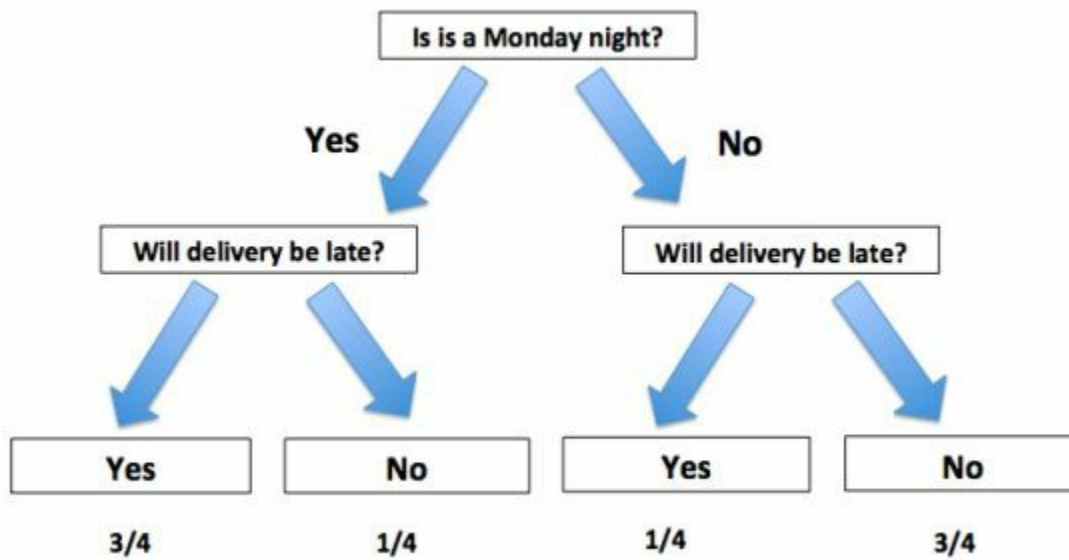 Is is a Monday night?
Yes
No
Will delivery be late?
Will delivery be late?
Yes
No
Yes
No
3/4
1/4
1/4
3/4